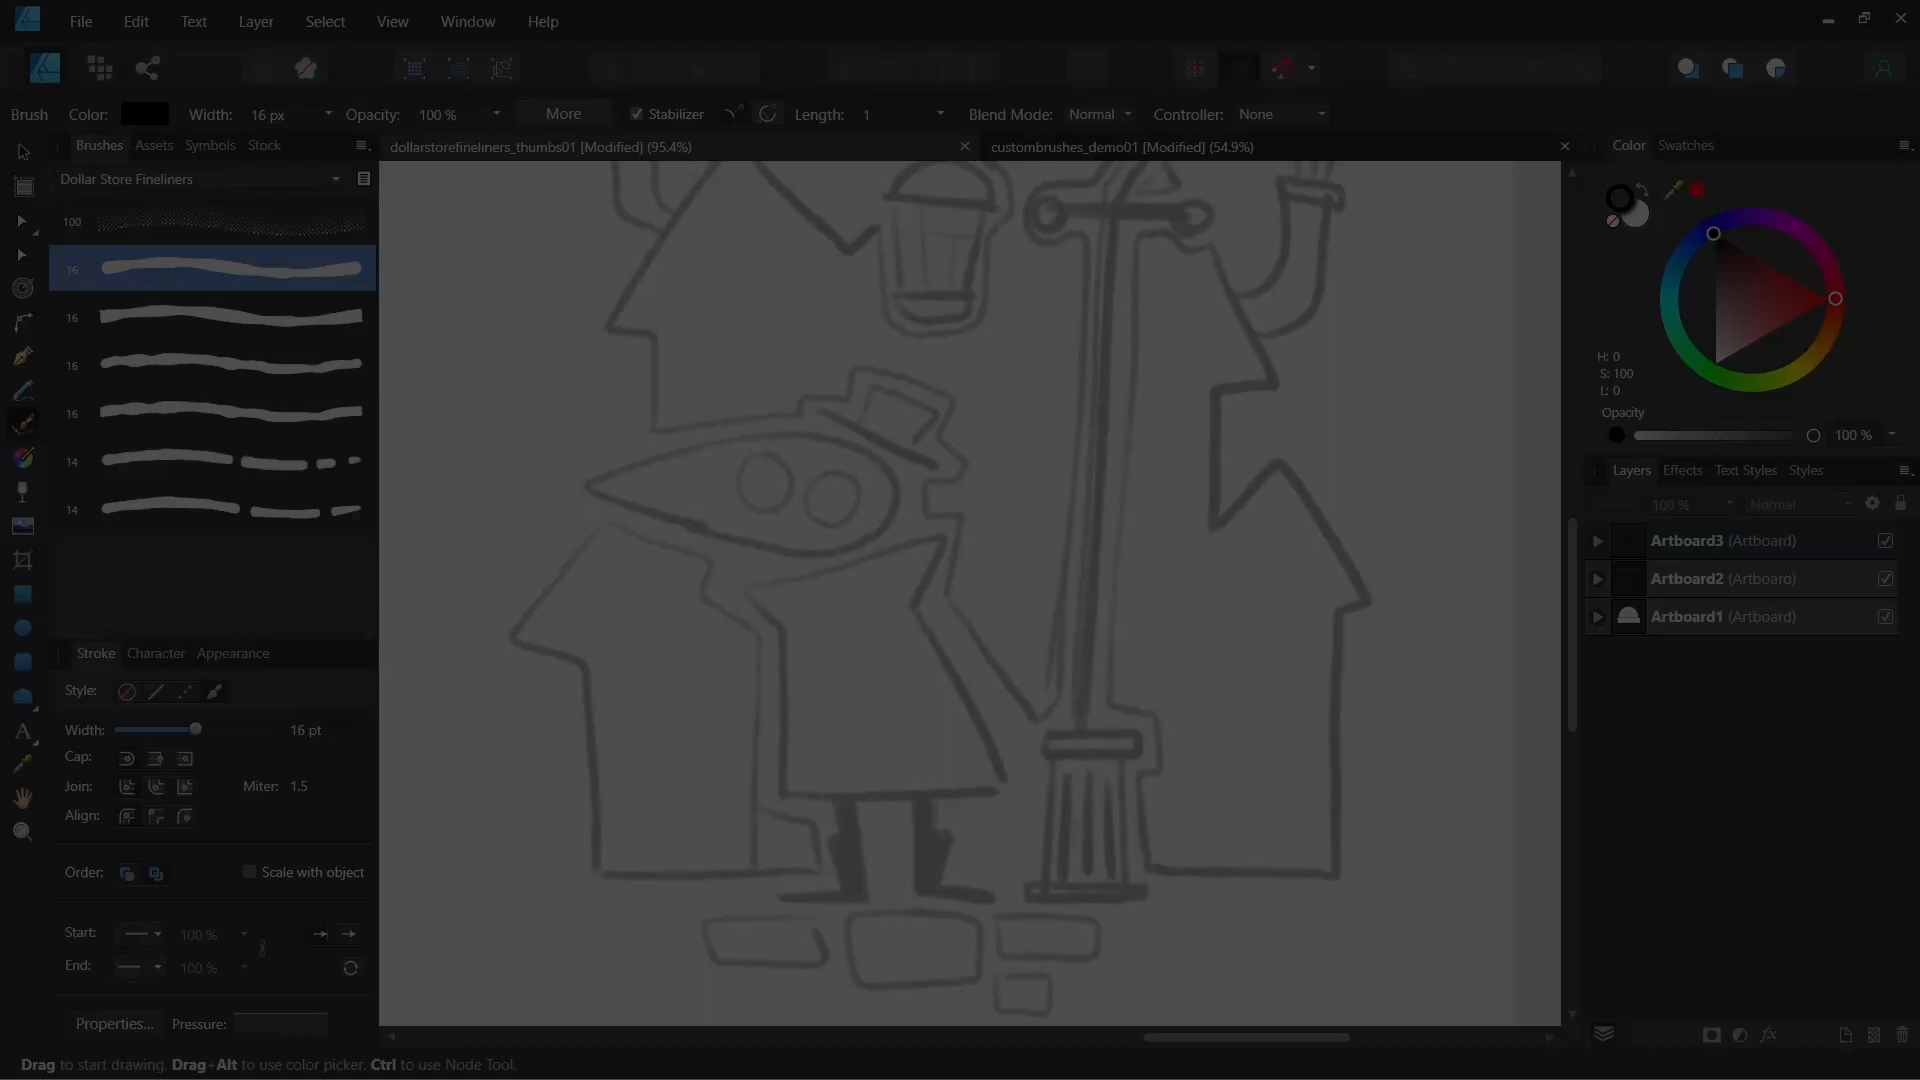 File Edit Text Layer Select View Window Help
Brush Color: Width: 16 px Opacity: 100 % More Stabilizer Length: 1 Blend Mode: Normal Controller: None
Brushes Assets Symbols Stock
dollarstorefineliners_thumbs01 [Modified] (95.4%)
custombrushes_demo01 [Modified] (54.9%)
Color Swatches
Dollar Store Fineliners
100
16
16
16
16
14
14
H: 0
S: 100
L: 0
Opacity
100 %
Layers Effects Text Styles Styles
100 % Normal
Artboard3 (Artboard)
Artboard2 (Artboard)
Artboard1 (Artboard)
Stroke Character Appearance
Style:
Width: 16 pt
Cap:
Join: Miter: 1.5
Align:
Order: Scale with object
Start: 100 %
End: 100 %
Properties... Pressure:
Drag to start drawing. Drag+Alt to use color picker. Ctrl to use Node Tool.